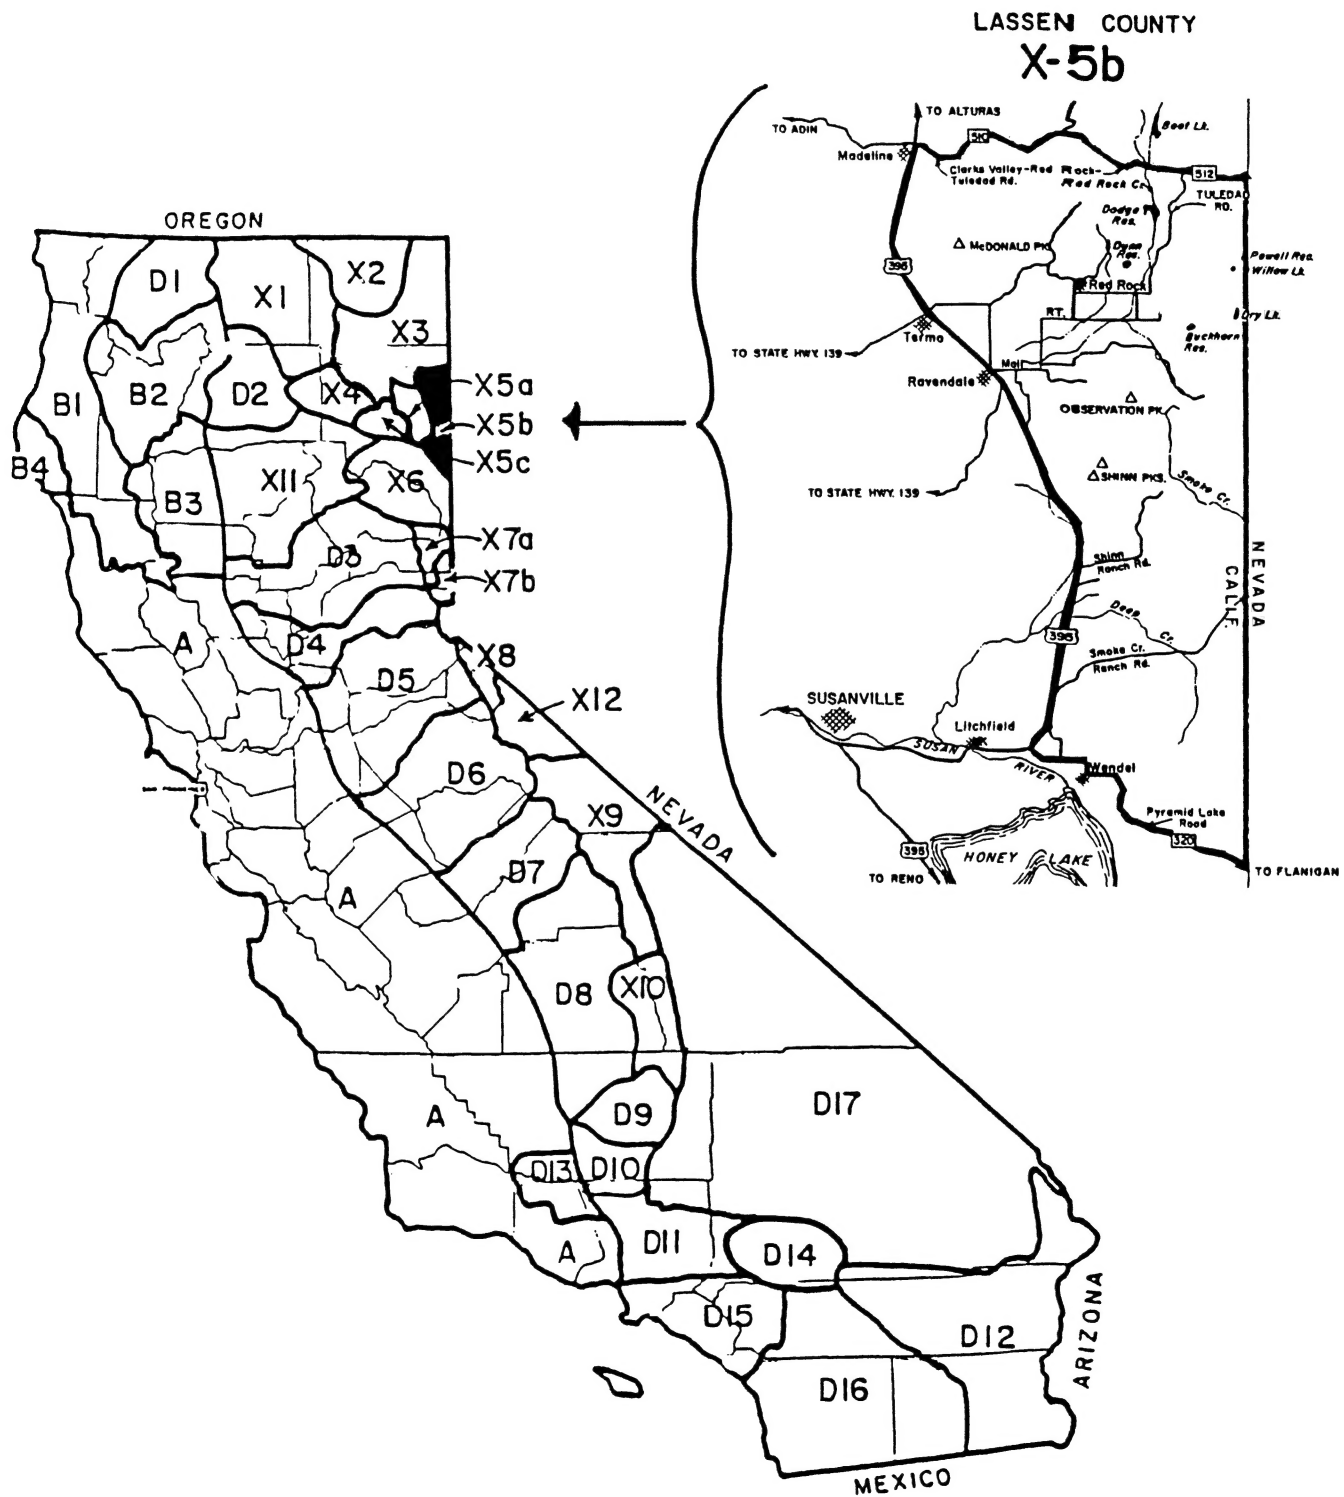 LASSEN COUNTY
X-5b
TO ALTURAS
TO ADIN
Madeline
510
Boot Lk.
Clarks Valley-Red Rock-
Tuledad Rd.
Red Rock Cr.
512
TULEDAD
RD.
Dodge
Res.
McDONALD PK.
Dynn
Res.
Powell Res.
Willow Lk.
395
Red Rock
RT.
Dry Lk.
Termo
Buckhorn
Res.
TO STATE HWY. 139
Mail
Ravendale
OBSERVATION PK.
SHINN PKS.
Smoke Cr.
TO STATE HWY. 139
Shinn
Ranch Rd.
NEVADA
CALIF.
Deep Cr.
395
Smoke Cr.
Ranch Rd.
SUSANVILLE
Litchfield
SUSAN
RIVER
Wendel
Pyramid Lake
Road
320
395
HONEY LAKE
TO RENO
TO FLANIGAN
OREGON
D1
X1
X2
X3
B1
B2
D2
X4
X5a
X5b
X5c
B4
B3
X11
X6
X7a
D3
X7b
A
D4
X8
D5
X12
D6
X9
NEVADA
D7
A
D8
X10
D9
D17
A
D13
D10
A
D11
D14
D15
D12
ARIZONA
D16
MEXICO